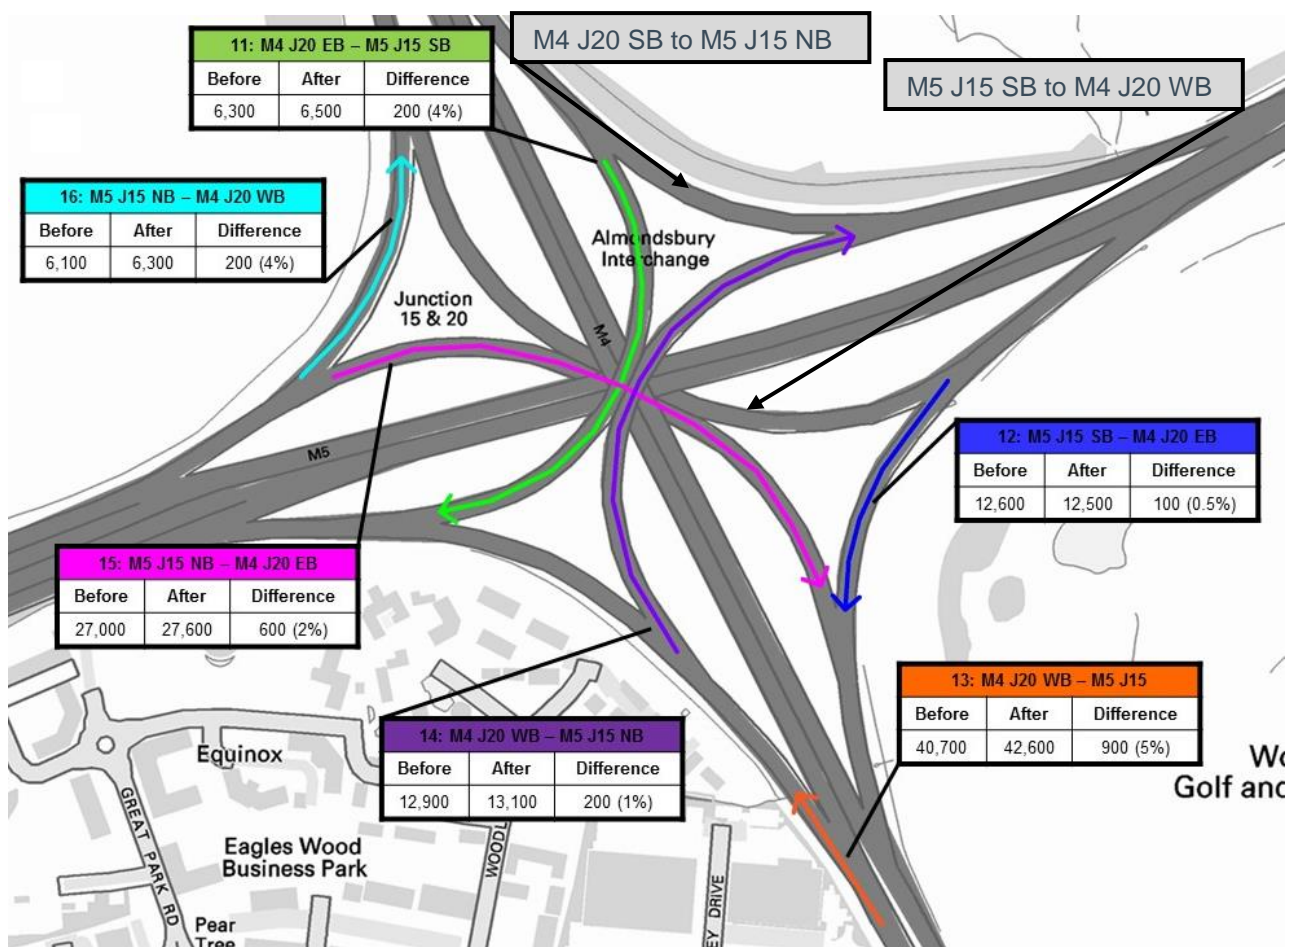 11: M4 J20 EB – M5 J15 SB
Before After Difference
6,300 6,500 200 (4%)
M4 J20 SB to M5 J15 NB
M5 J15 SB to M4 J20 WB
16: M5 J15 NB – M4 J20 WB
Before After Difference
6,100 6,300 200 (4%)
Almondsbury
Interchange
Junction
15 & 20
M4
M5
12: M5 J15 SB – M4 J20 EB
Before After Difference
12,600 12,500 100 (0.5%)
15: M5 J15 NB – M4 J20 EB
Before After Difference
27,000 27,600 600 (2%)
13: M4 J20 WB – M5 J15
Before After Difference
40,700 42,600 900 (5%)
14: M4 J20 WB – M5 J15 NB
Before After Difference
12,900 13,100 200 (1%)
Equinox
Wo
Golf and
GREAT PARK RD
Eagles Wood
Business Park
WOODL
EY DRIVE
Pear
Tree